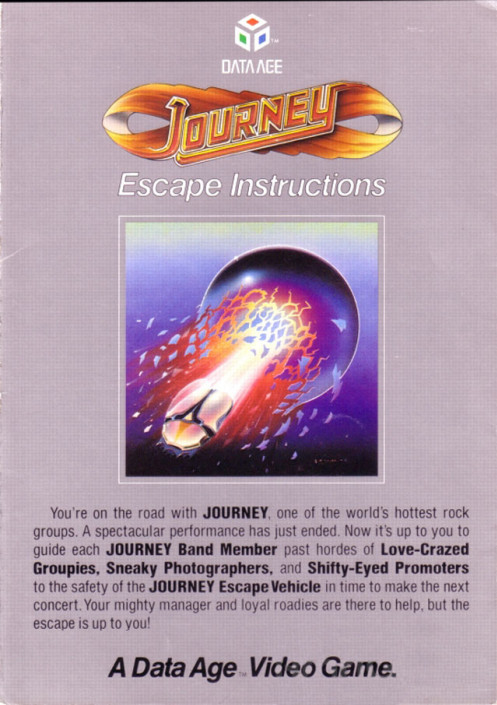 DATA AGE™
JOURNEY
Escape Instructions
You're on the road with JOURNEY, one of the world's hottest rock
groups. A spectacular performance has just ended. Now it's up to you to
guide each JOURNEY Band Member past hordes of Love-Crazed
Groupies, Sneaky Photographers, and Shifty-Eyed Promoters
to the safety of the JOURNEY Escape Vehicle in time to make the next
concert. Your mighty manager and loyal roadies are there to help, but the
escape is up to you!
A Data Age™ Video Game.